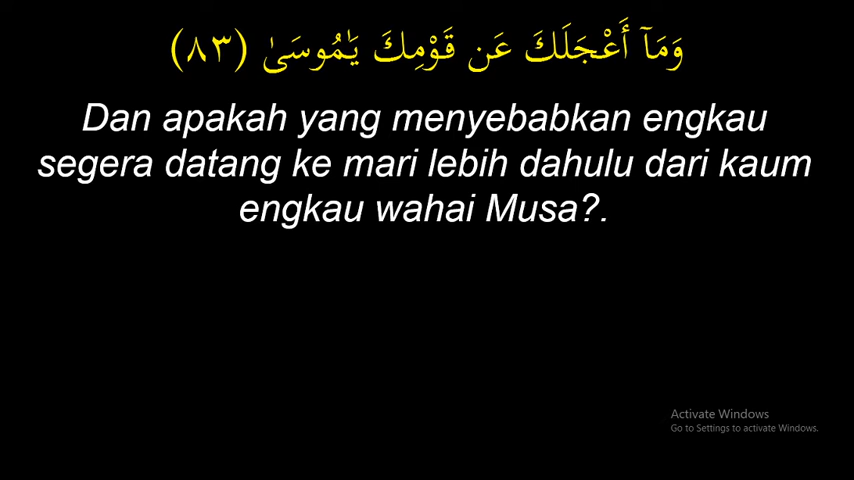 وَمَآ أَعْجَلَكَ عَن قَوْمِكَ يَٰمُوسَىٰ (٨٣)
Dan apakah yang menyebabkan engkau
segera datang ke mari lebih dahulu dari kaum
engkau wahai Musa?.
Activate Windows
Go to Settings to activate Windows.